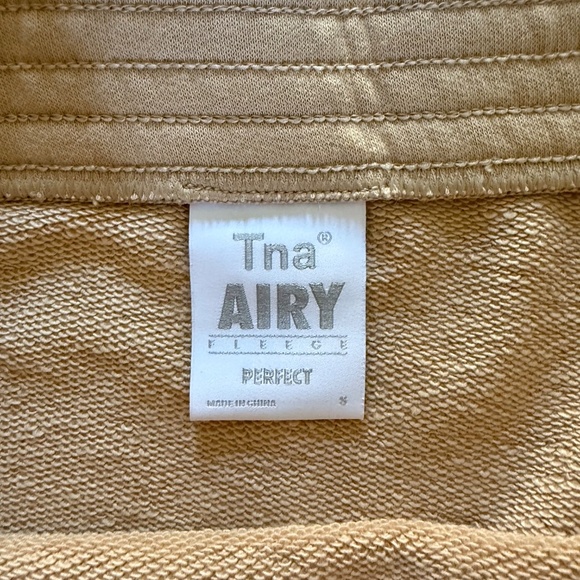 Tna®
AIRY
FLEECE
PERFECT
MADE IN CHINA S